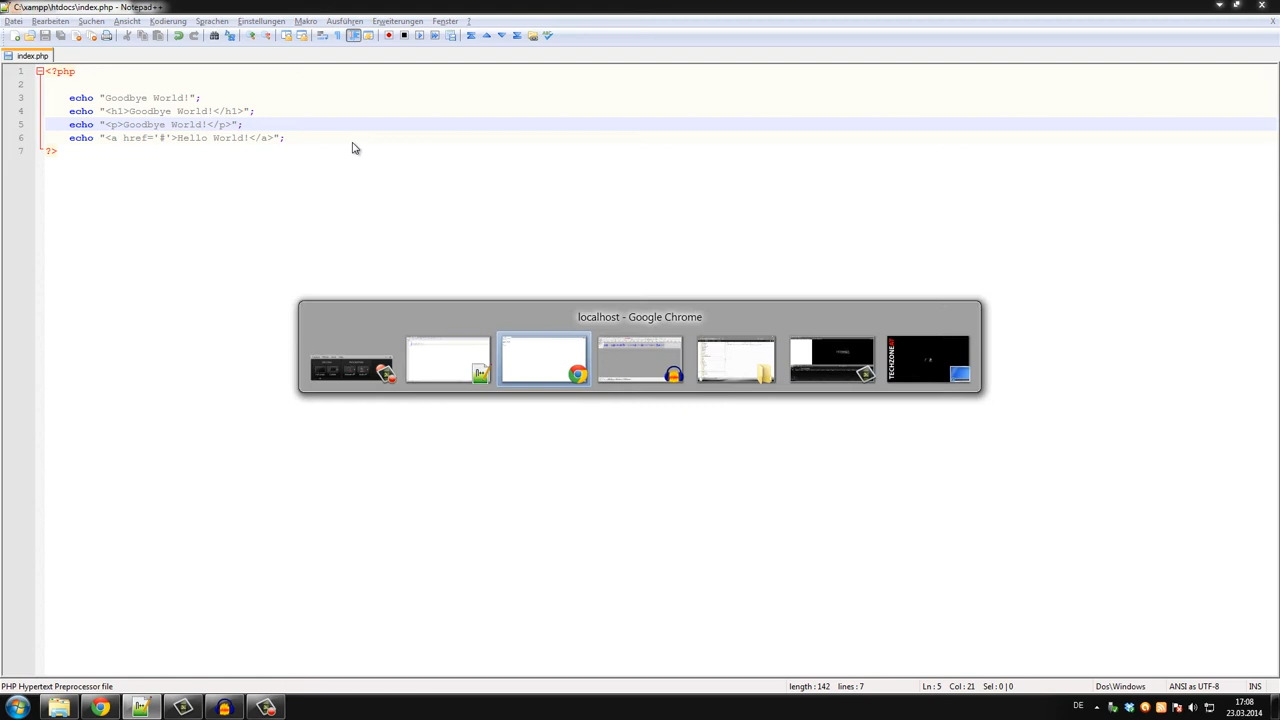 C:\xampp\htdocs\index.php - Notepad++
Datei Bearbeiten Suchen Ansicht Kodierung Sprachen Einstellungen Makro Ausführen Erweiterungen Fenster ? X
index.php
1 <?php
2
3 echo "Goodbye World!";
4 echo "<h1>Goodbye World!</h1>";
5 echo "<p>Goodbye World!</p>";
6 echo "<a href='#'>Hello World!</a>";
7 ?>
localhost - Google Chrome
TECHZONEAT
PHP Hypertext Preprocessor file length : 142 lines : 7 Ln : 5 Col : 21 Sel : 0 | 0 Dos\Windows ANSI as UTF-8 INS
DE 17:08
23.03.2014